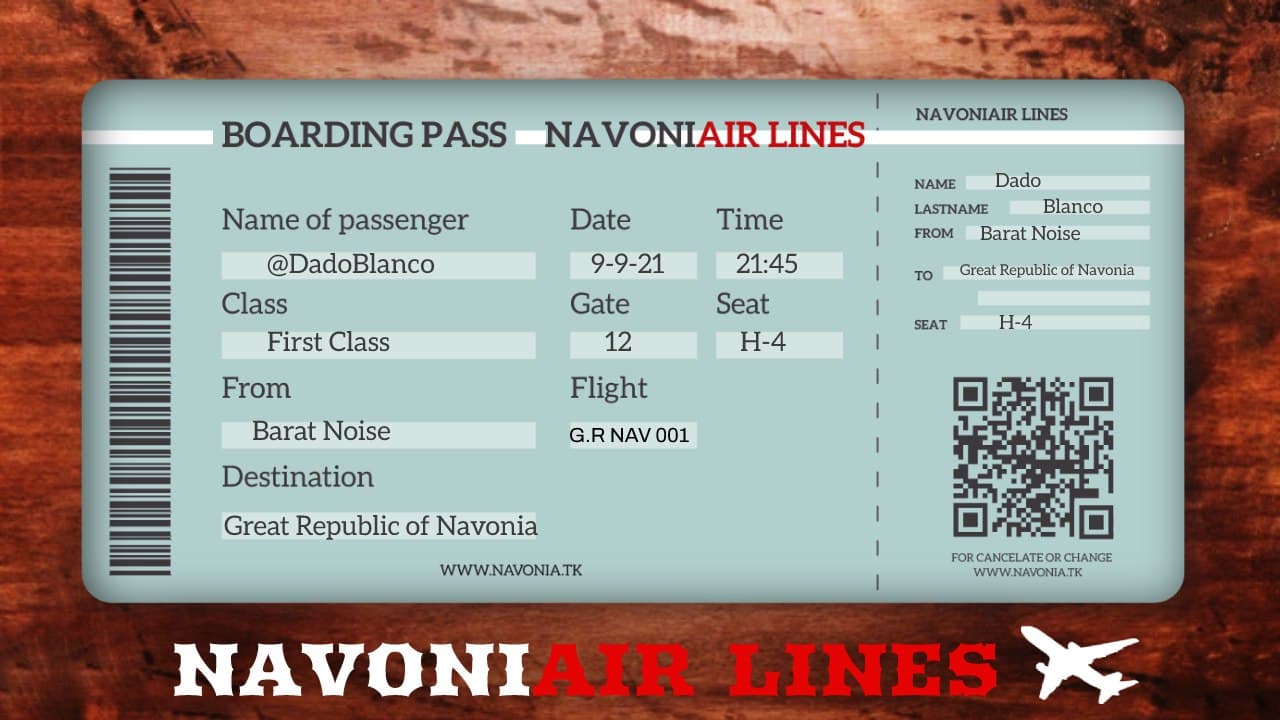 BOARDING PASS NAVONIAIR LINES
Name of passenger Date Time
@DadoBlanco 9-9-21 21:45
Class Gate Seat
First Class 12 H-4
From Flight
Barat Noise G.R NAV 001
Destination
Great Republic of Navonia
WWW.NAVONIA.TK
NAVONIAIR LINES
NAME Dado
LASTNAME Blanco
FROM Barat Noise
TO Great Republic of Navonia
SEAT H-4
FOR CANCELATE OR CHANGE
WWW.NAVONIA.TK
NAVONIAIR LINES